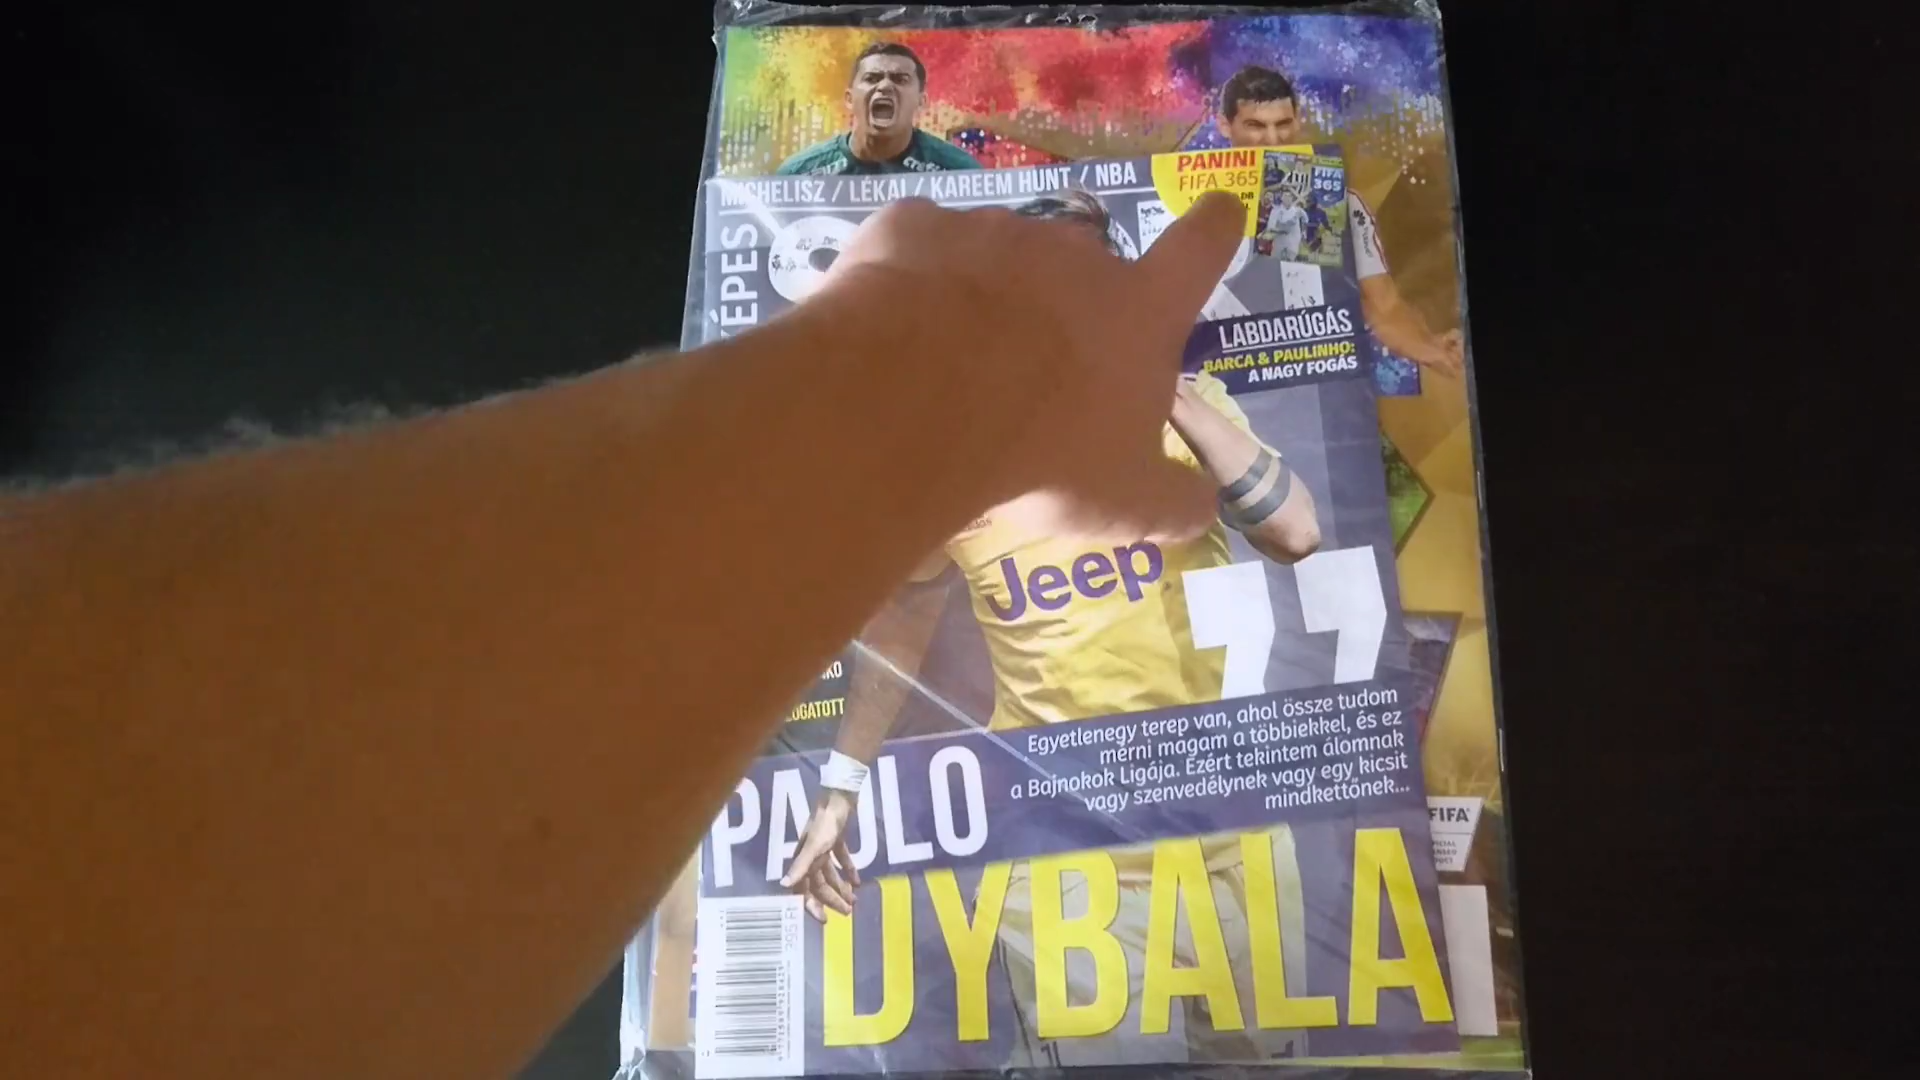 MICHELISZ / LÉKAI / KAREEM HUNT / NBA
PANINI
FIFA 365
FIFA
365
LABDARÚGÁS
BARCA & PAULINHO:
A NAGY FOGÁS
Jeep
Egyetlenegy terep van, ahol össze tudom
mérni magam a többiekkel, és ez
a Bajnokok Ligája. Ezért tekintem álomnak
vagy szenvedélynek vagy egy kicsit
mindkettőnek...
PAULO
DYBALA
395 Ft
FIFA